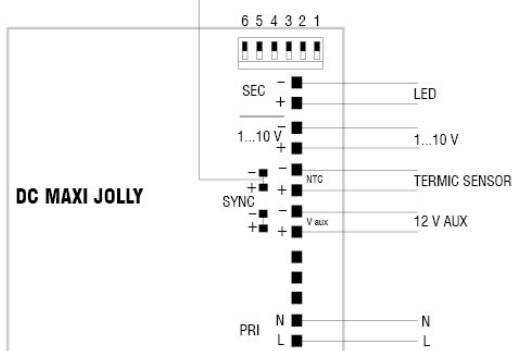 6 5 4 3 2 1
SEC - +
LED
1...10 V - +
1...10 V
- + NTC
TERMIC SENSOR
DC MAXI JOLLY
SYNC - + - +
- + V aux
12 V AUX
PRI N L
N
L